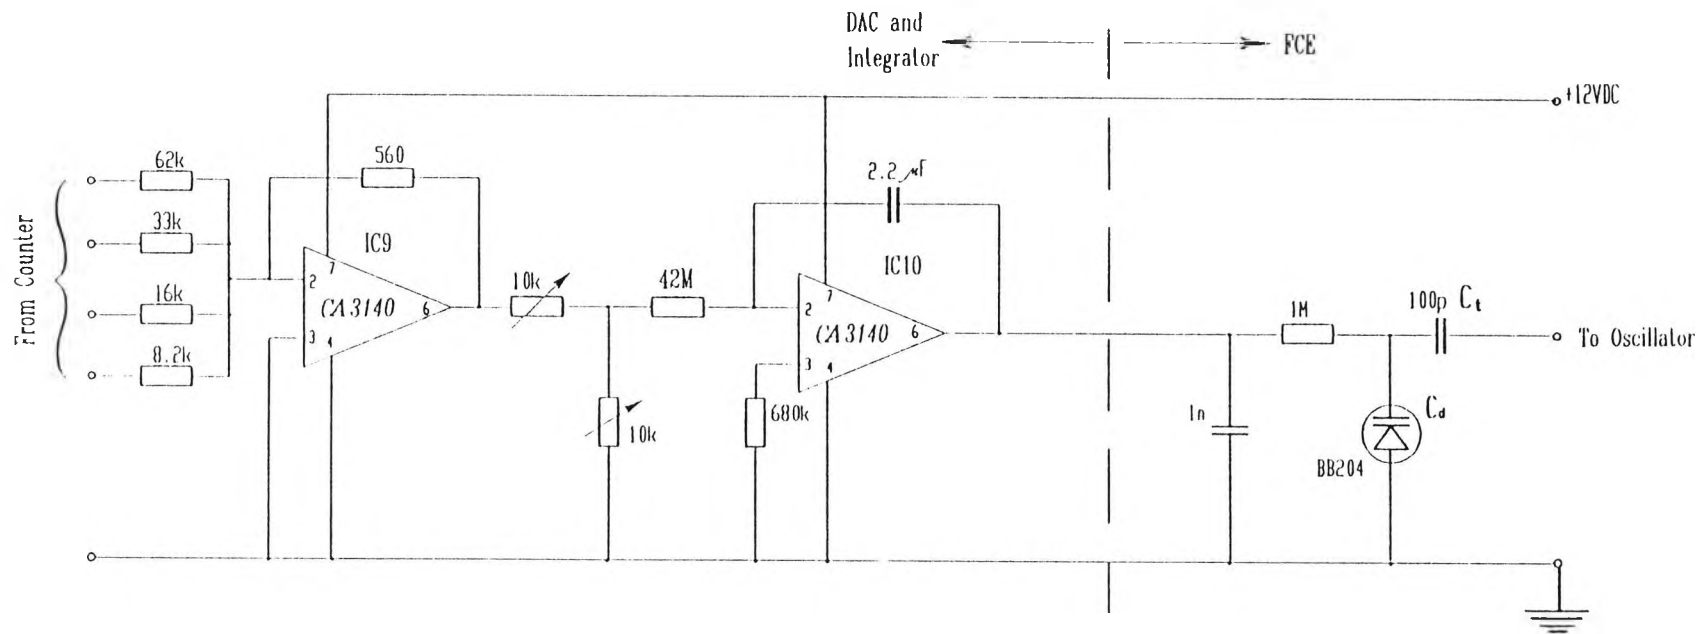 DAC and
Integrator
FCE
+12VDC
62k
560
2.2 µF
33k
From Counter
IC9
IC10
7
2
CA3140
6
3
4
16k
10k
42M
7
2
CA3140
6
3
4
1M
100p Ct
To Oscillator
8.2k
10k
680k
1n
Cd
BB204